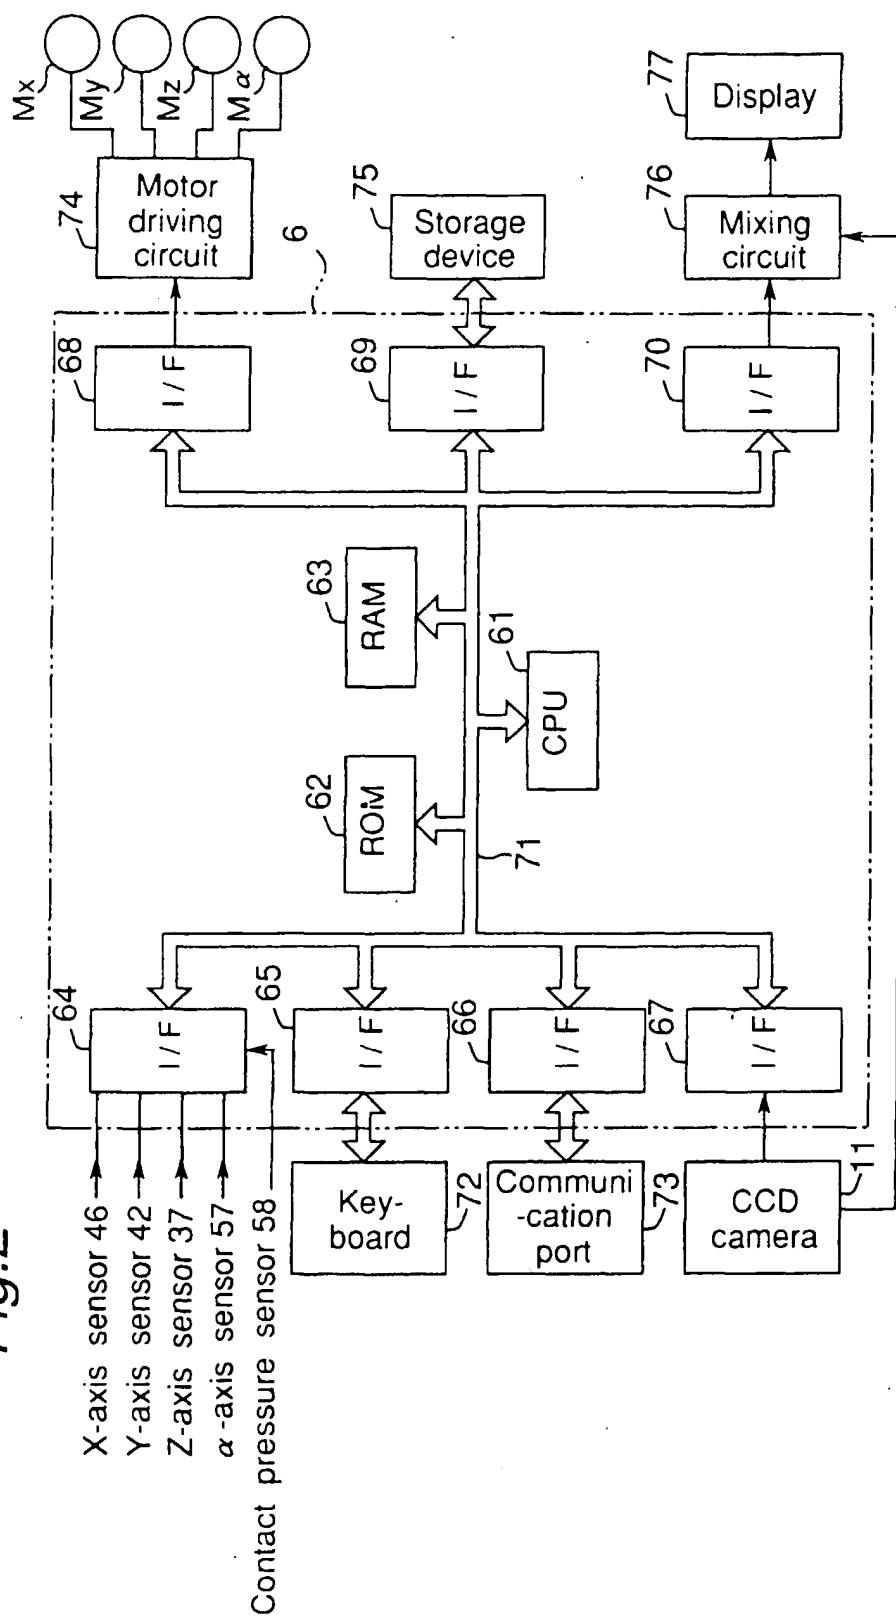 Fig.2
X-axis sensor 46
Y-axis sensor 42
Z-axis sensor 37
α-axis sensor 57
Contact pressure sensor 58
64
I/F
65
I/F
66
I/F
67
I/F
Key-
board
72
Communi
-cation
port
73
CCD
camera
11
62
ROM
63
RAM
61
CPU
71
68
I/F
69
I/F
70
I/F
6
74
Motor
driving
circuit
Mx
My
Mz
Mα
75
Storage
device
76
Mixing
circuit
77
Display